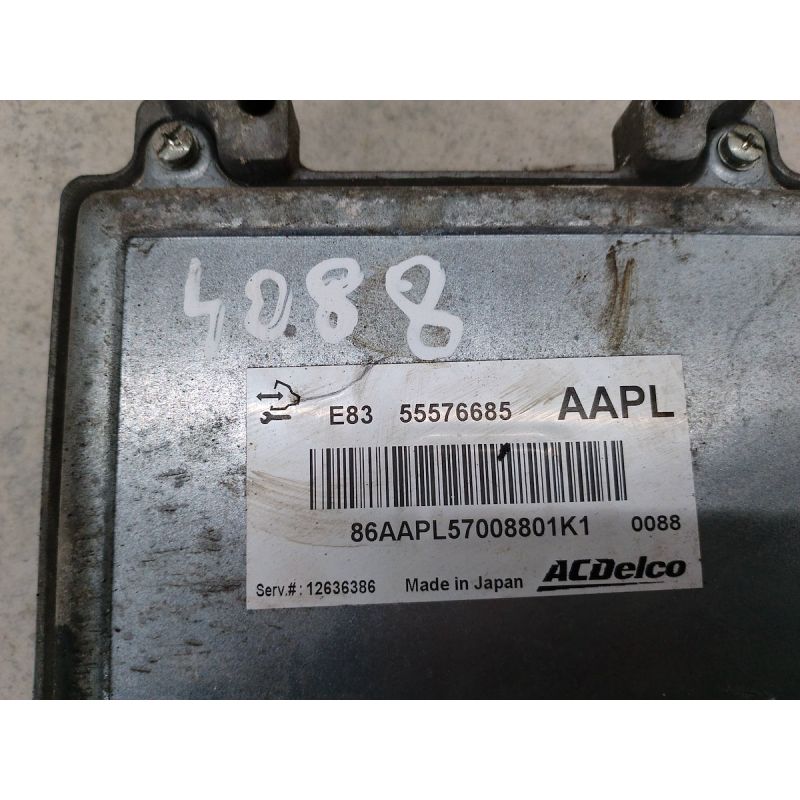 4088
E83 55576685 AAPL
86AAPL57008801K1 0088
Serv.#: 12636386 Made in Japan ACDelco